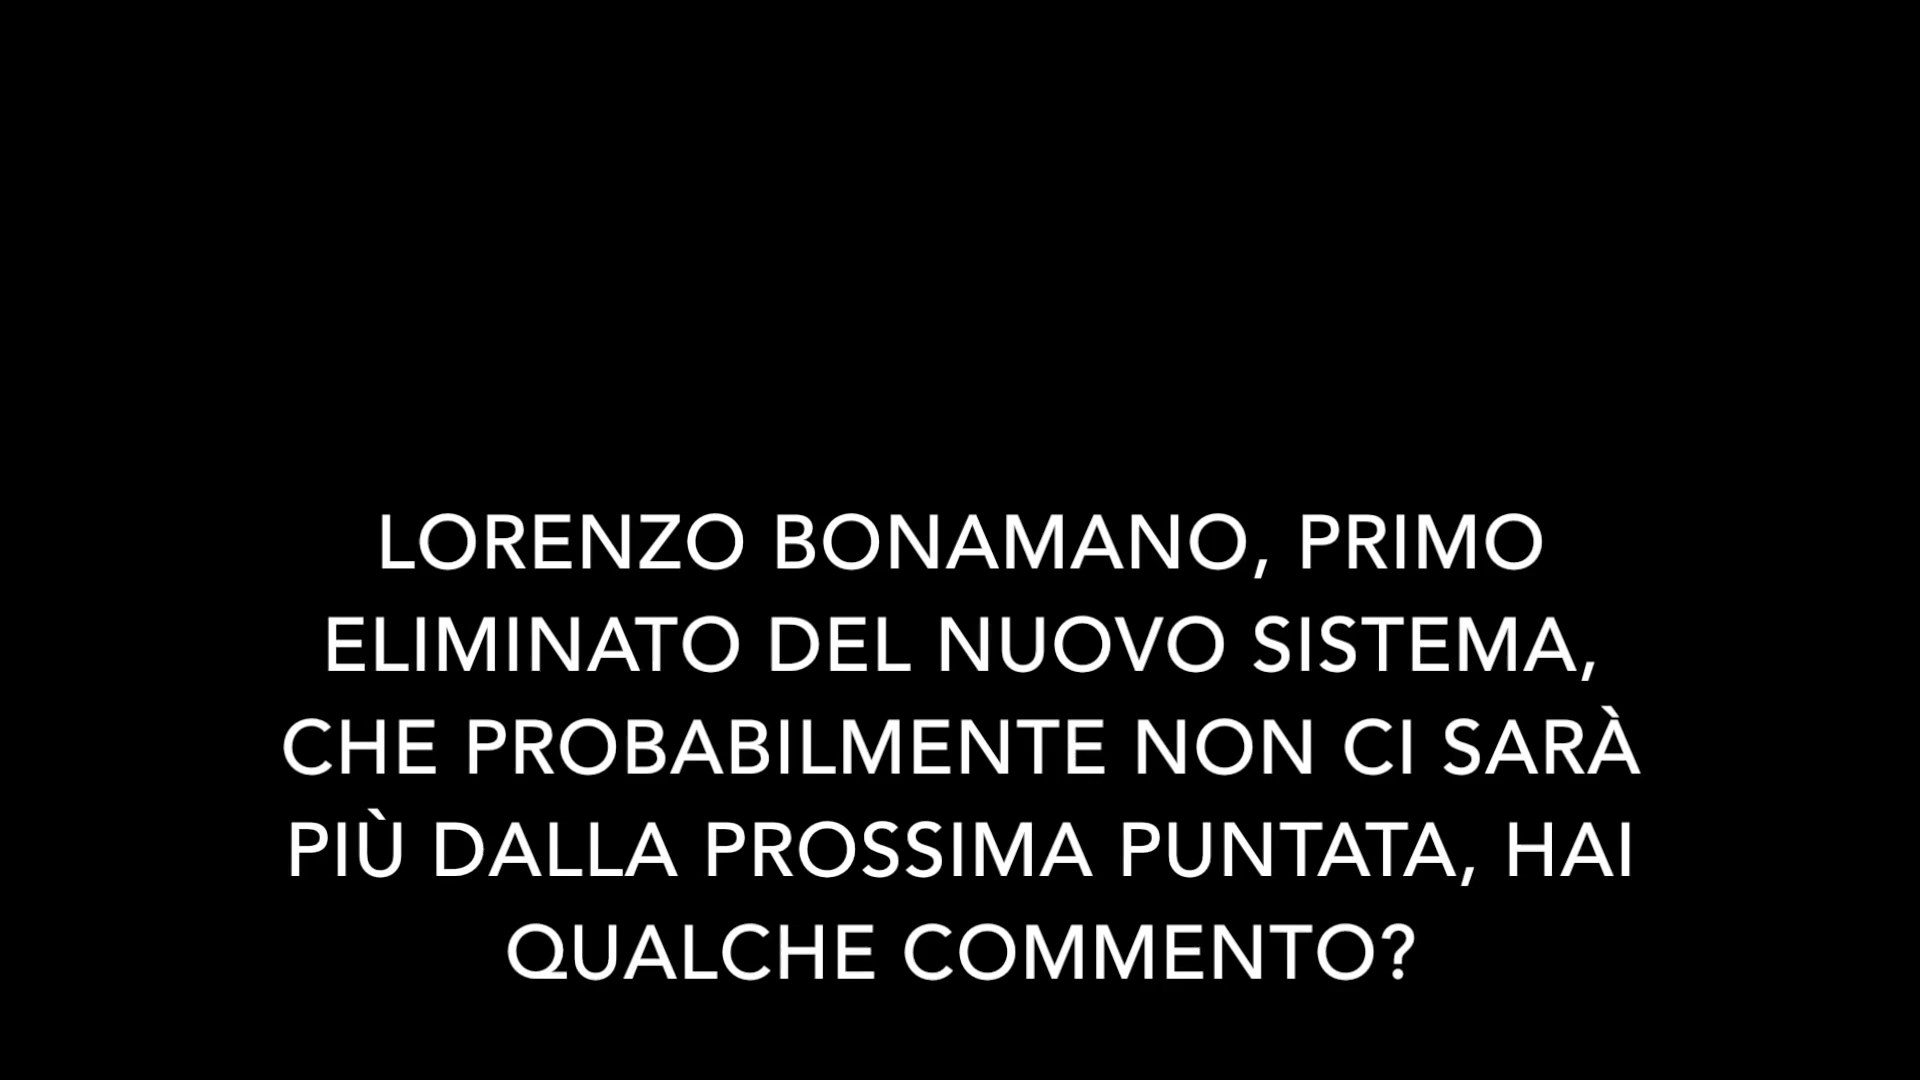 LORENZO BONAMANO, PRIMO
ELIMINATO DEL NUOVO SISTEMA,
CHE PROBABILMENTE NON CI SARÀ
PIÙ DALLA PROSSIMA PUNTATA, HAI
QUALCHE COMMENTO?